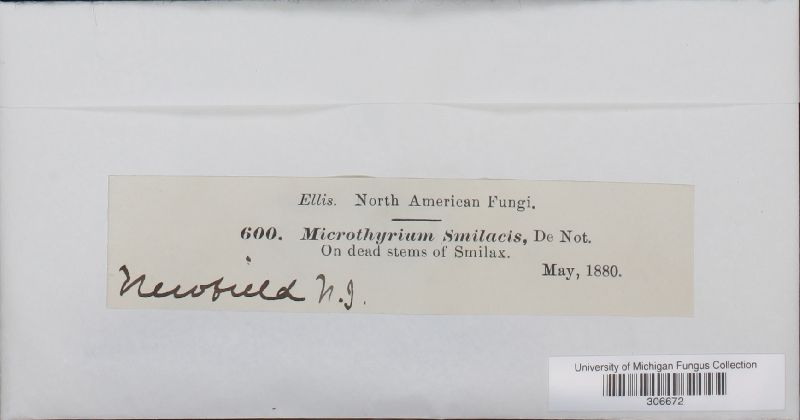 Ellis. North American Fungi.
600. Microthyrium Smilacis, De Not.
On dead stems of Smilax.
May, 1880.
Newfield N.J.
University of Michigan Fungus Collection
306672